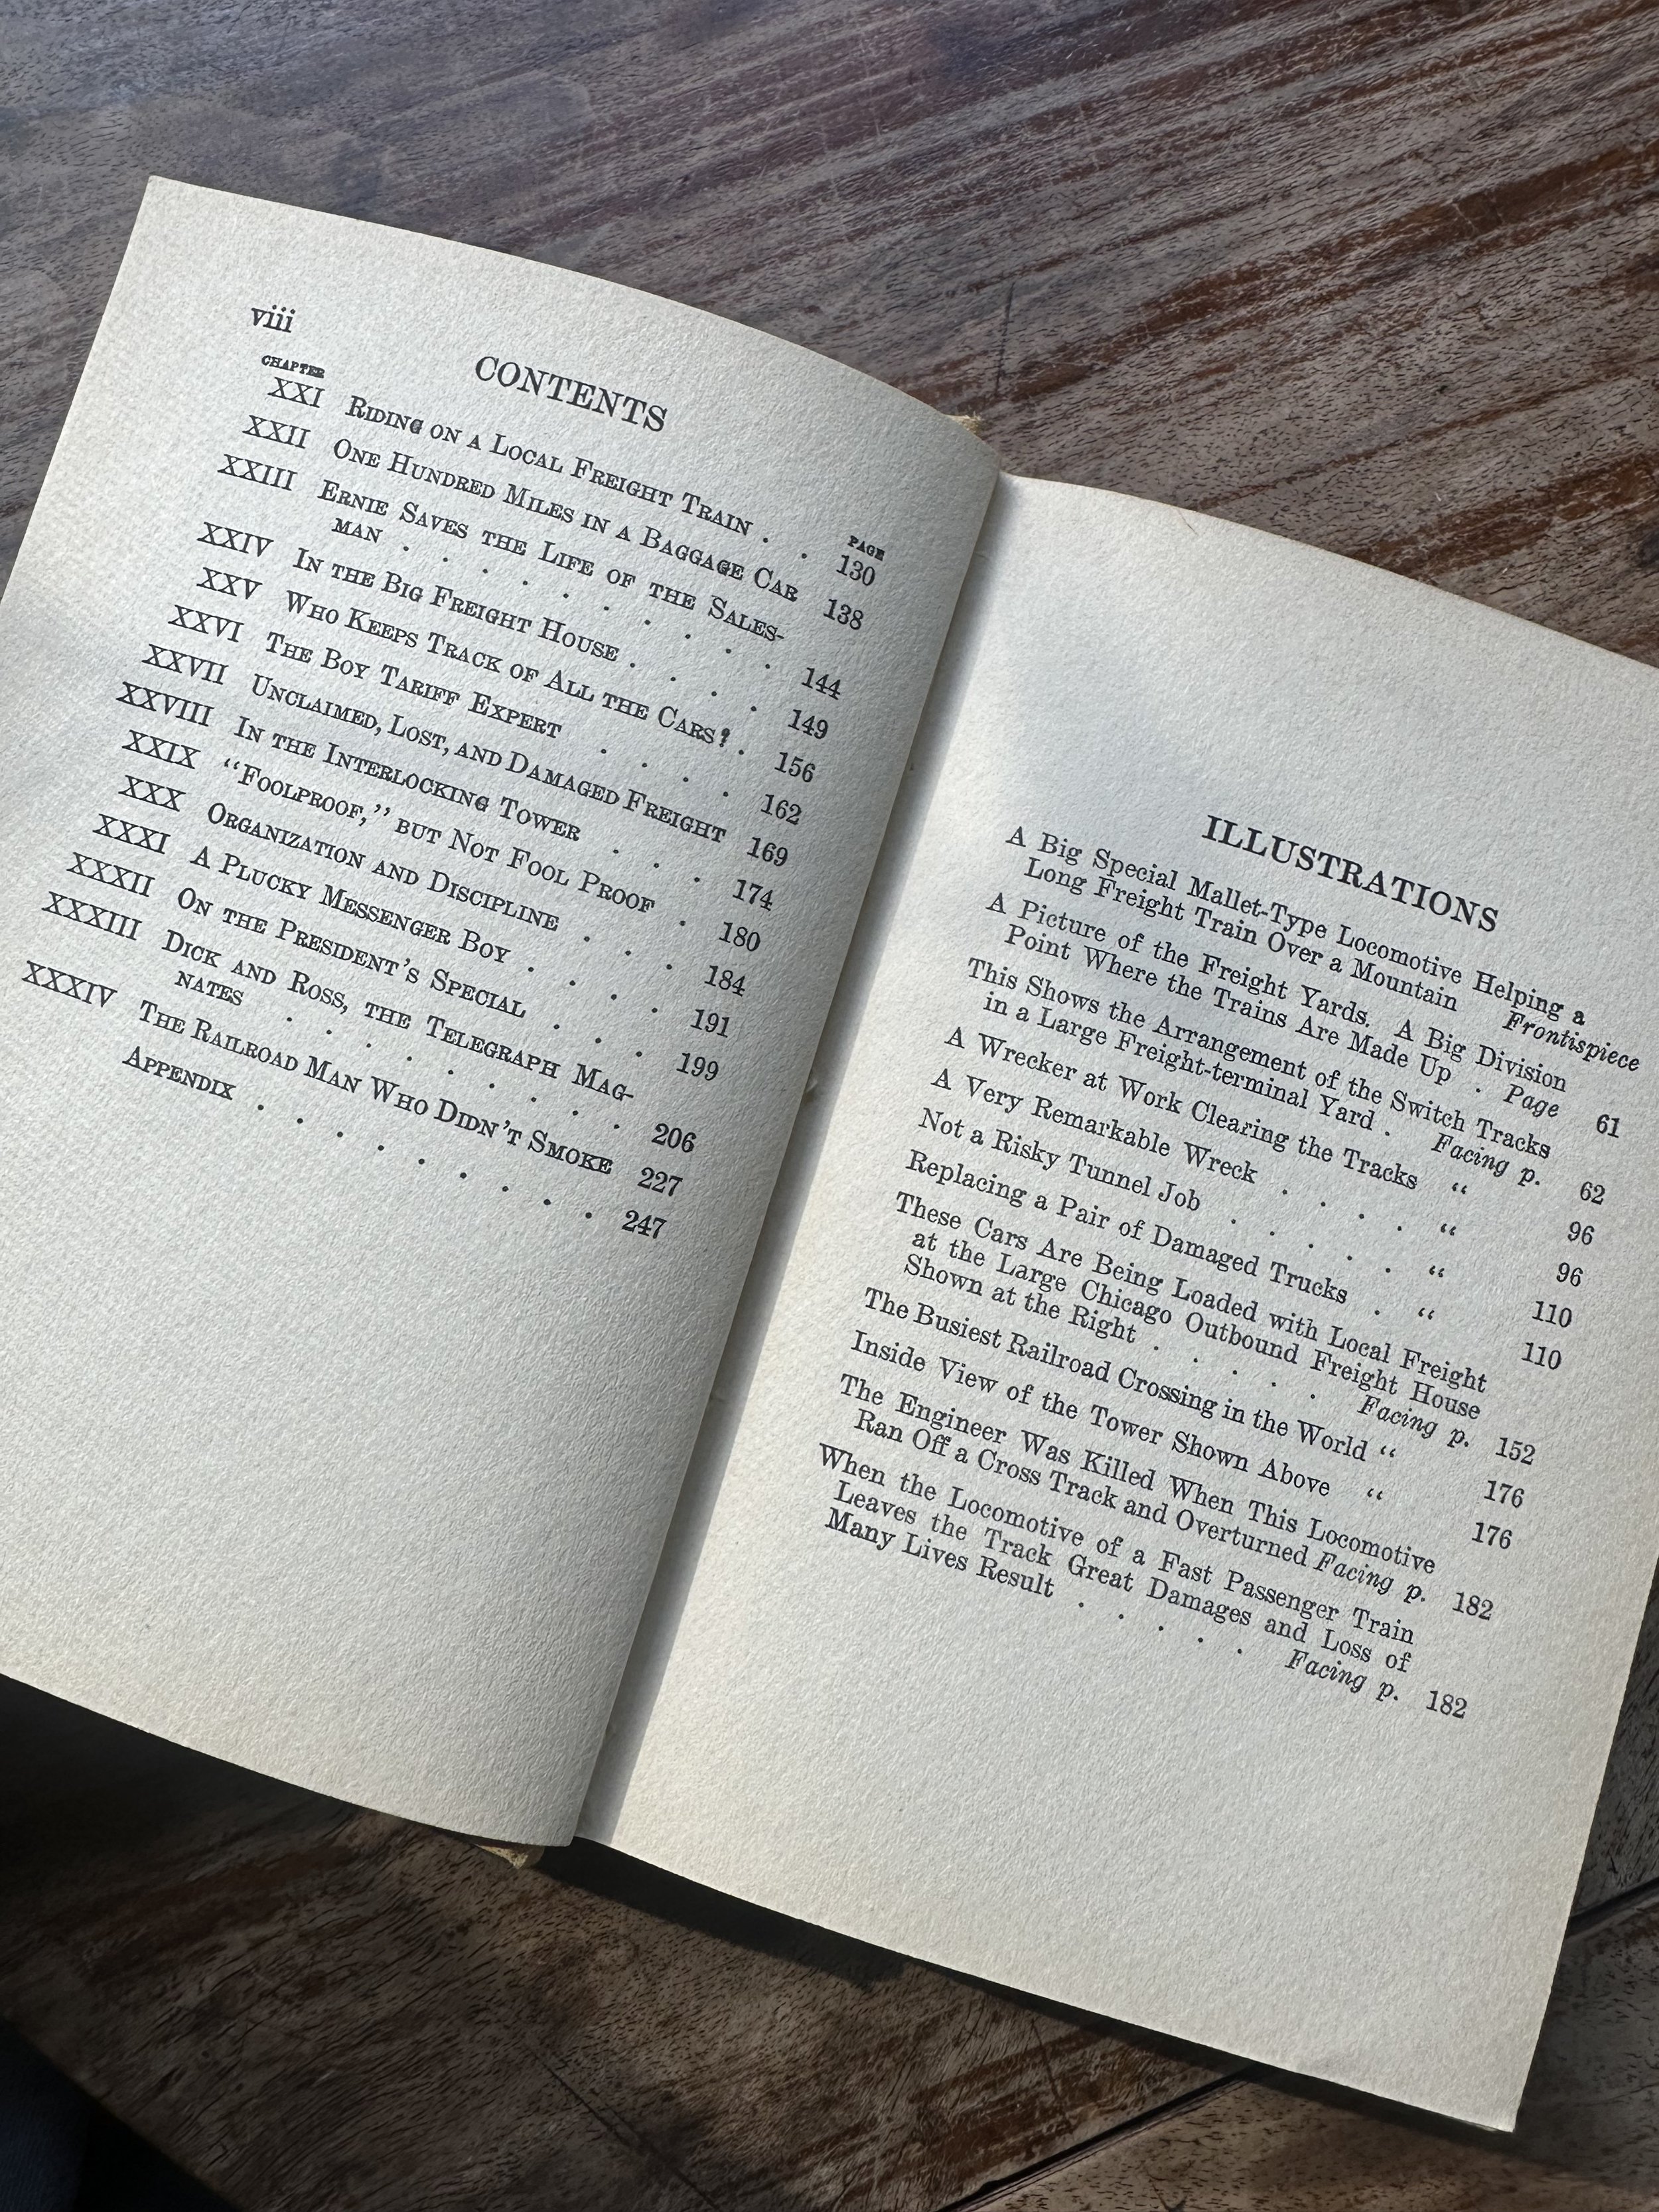 viii
CONTENTS
CHAPTER PAGE
XXI RIDING ON A LOCAL FREIGHT TRAIN . . 130
XXII ONE HUNDRED MILES IN A BAGGAGE CAR 138
XXIII ERNIE SAVES THE LIFE OF THE SALES-
MAN . . . . . . . . . . 144
XXIV IN THE BIG FREIGHT HOUSE . . . . 149
XXV WHO KEEPS TRACK OF ALL THE CARS? . 156
XXVI THE BOY TARIFF EXPERT . . . . 162
XXVII UNCLAIMED, LOST, AND DAMAGED FREIGHT 169
XXVIII IN THE INTERLOCKING TOWER . . . 174
XXIX "FOOLPROOF," BUT NOT FOOL PROOF . 180
XXX ORGANIZATION AND DISCIPLINE . . . 184
XXXI A PLUCKY MESSENGER BOY . . . . 191
XXXII ON THE PRESIDENT'S SPECIAL . . . 199
XXXIII DICK AND ROSS, THE TELEGRAPH MAG-
NATES . . . . . . . . . 206
XXXIV THE RAILROAD MAN WHO DIDN'T SMOKE 227
APPENDIX . . . . . . . . . 247
ILLUSTRATIONS
A Big Special Mallet-Type Locomotive Helping a
Long Freight Train Over a Mountain Frontispiece
A Picture of the Freight Yards. A Big Division
Point Where the Trains Are Made Up . Page 61
This Shows the Arrangement of the Switch Tracks
in a Large Freight-terminal Yard . Facing p. 62
A Wrecker at Work Clearing the Tracks " 96
A Very Remarkable Wreck . . . . " 96
Not a Risky Tunnel Job . . . . . " 110
Replacing a Pair of Damaged Trucks . " 110
These Cars Are Being Loaded with Local Freight
at the Large Chicago Outbound Freight House
Shown at the Right . . . . . Facing p. 152
The Busiest Railroad Crossing in the World " 176
Inside View of the Tower Shown Above " 176
The Engineer Was Killed When This Locomotive
Ran Off a Cross Track and Overturned Facing p. 182
When the Locomotive of a Fast Passenger Train
Leaves the Track Great Damages and Loss of
Many Lives Result . . . . . Facing p. 182